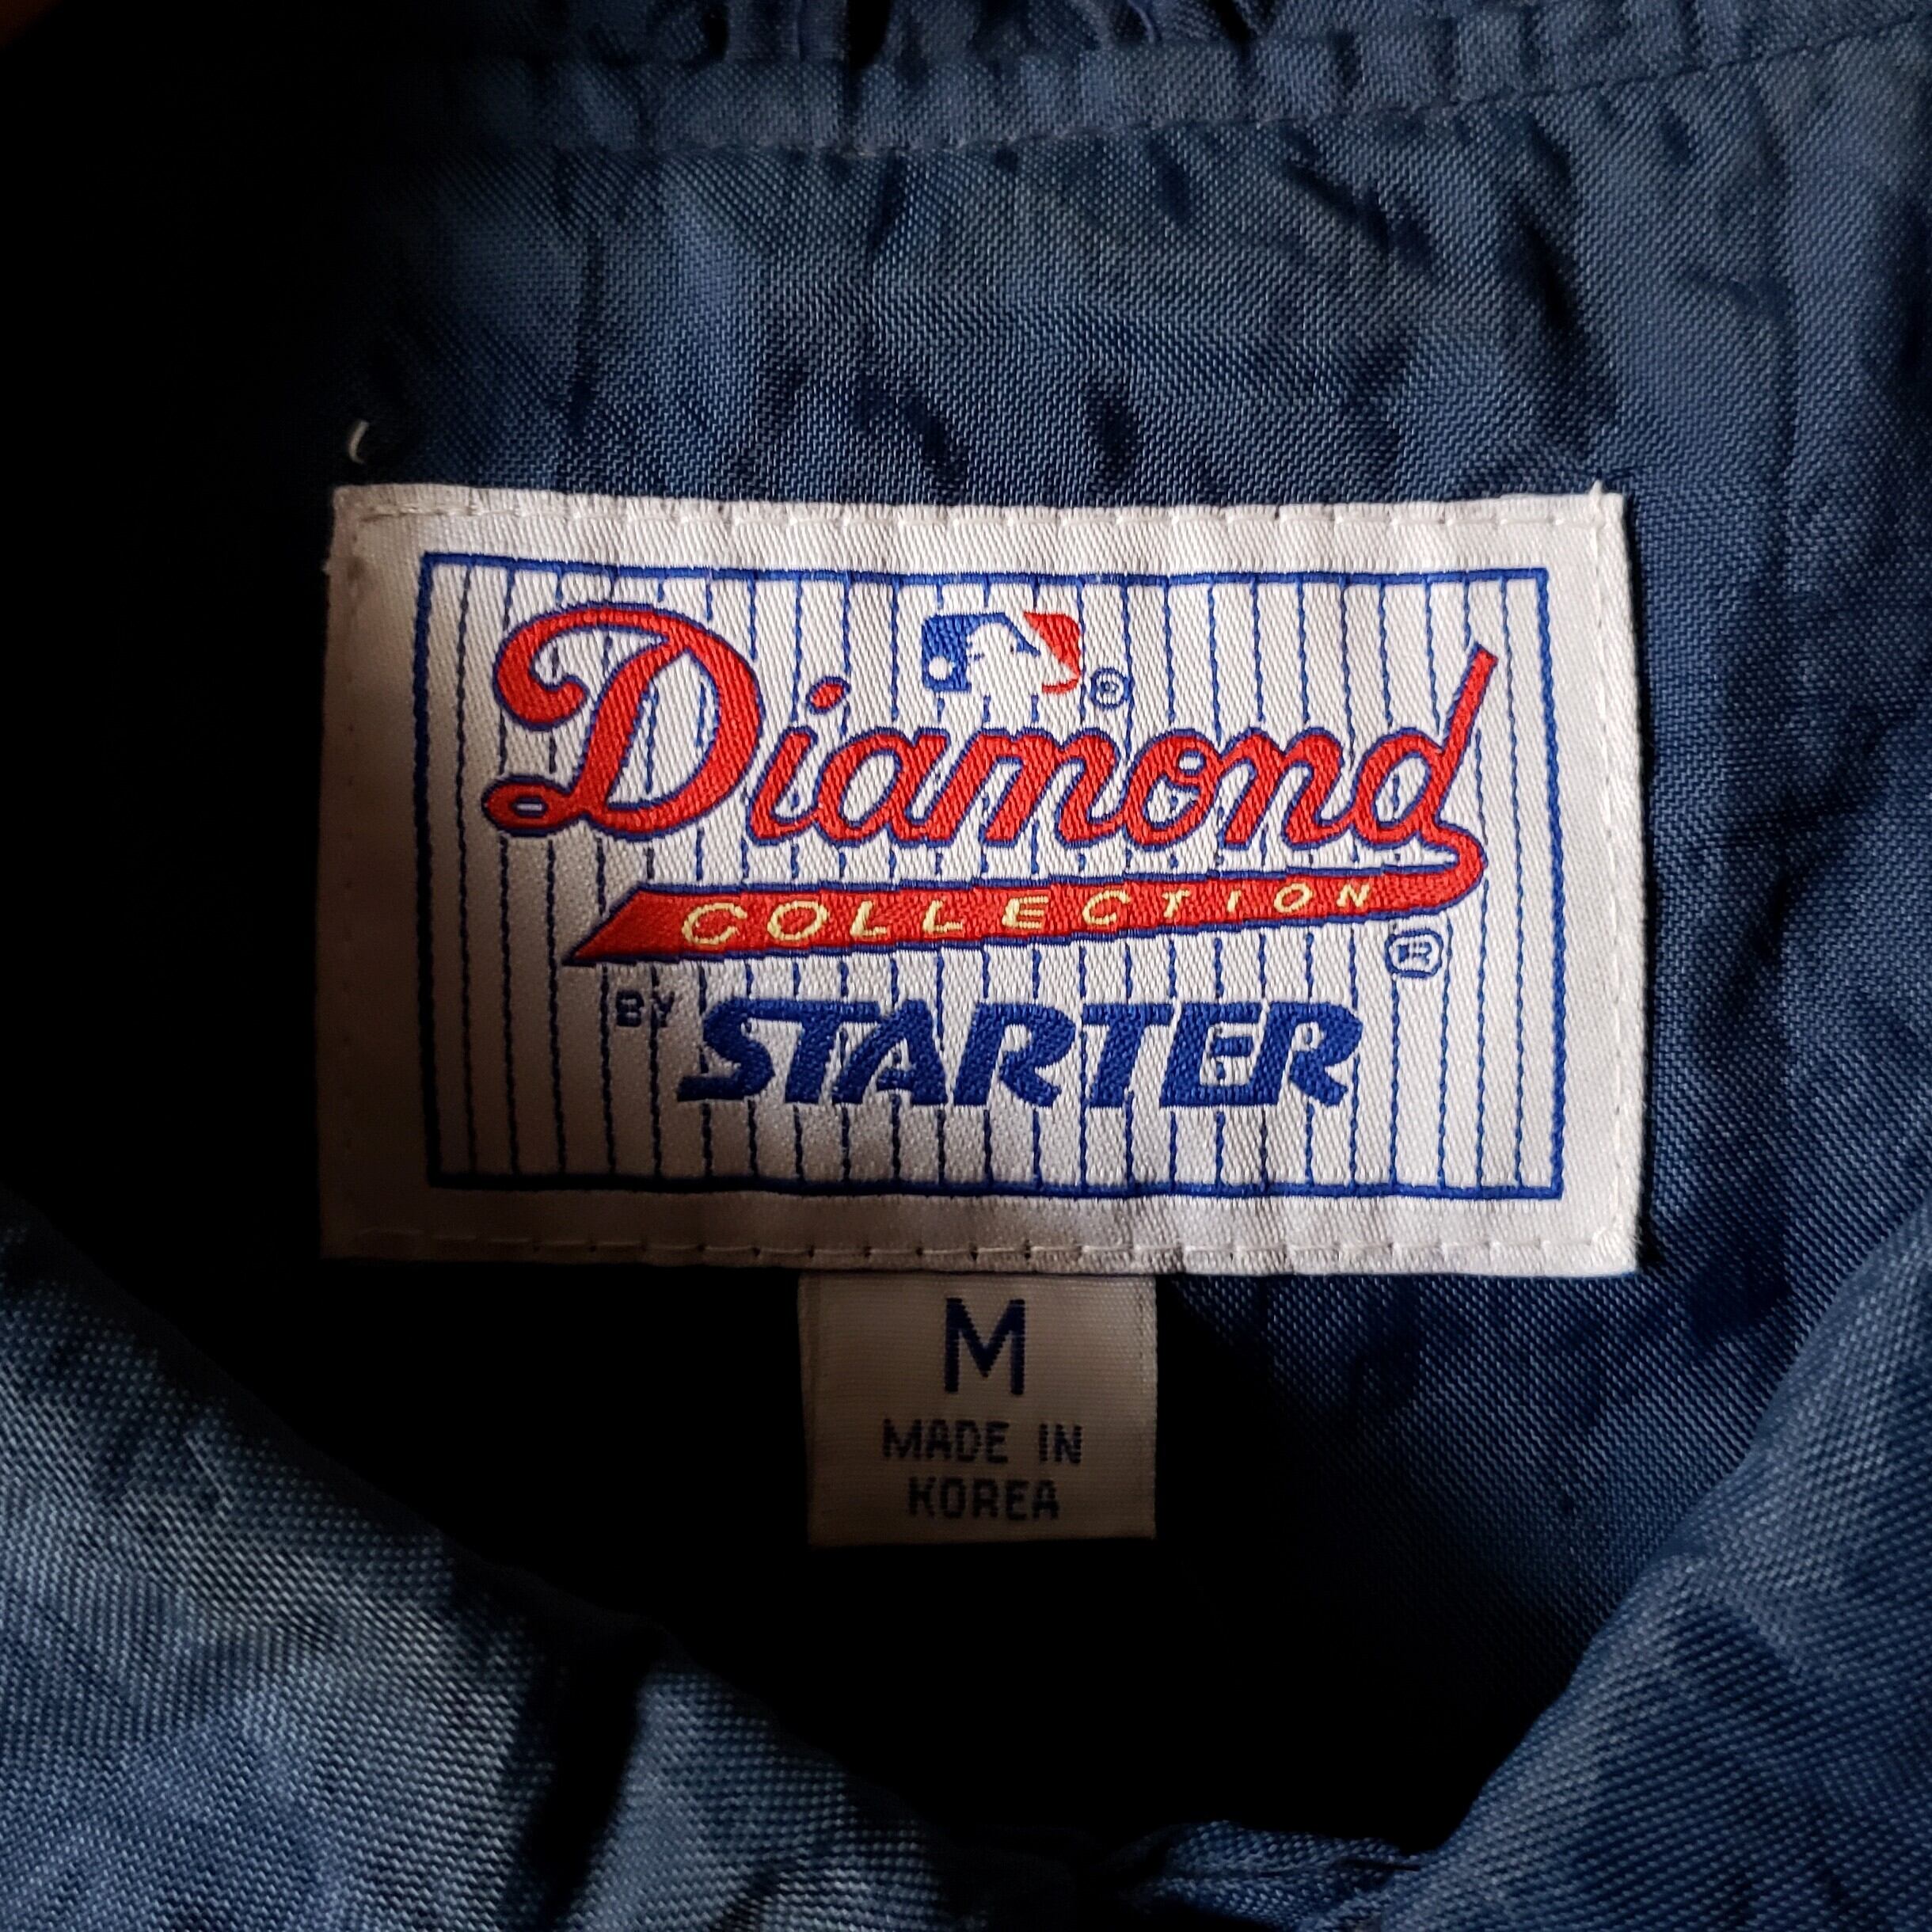 ®
Diamond
COLLECTION
®
BY STARTER
M
MADE IN
KOREA